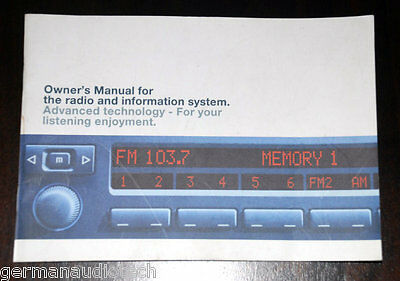 Owner's Manual for
the radio and information system.
Advanced technology - For your
listening enjoyment.
m
FM 103.7 MEMORY 1
1 2 3 4 5 6 FM2 AM
germanaudiotech